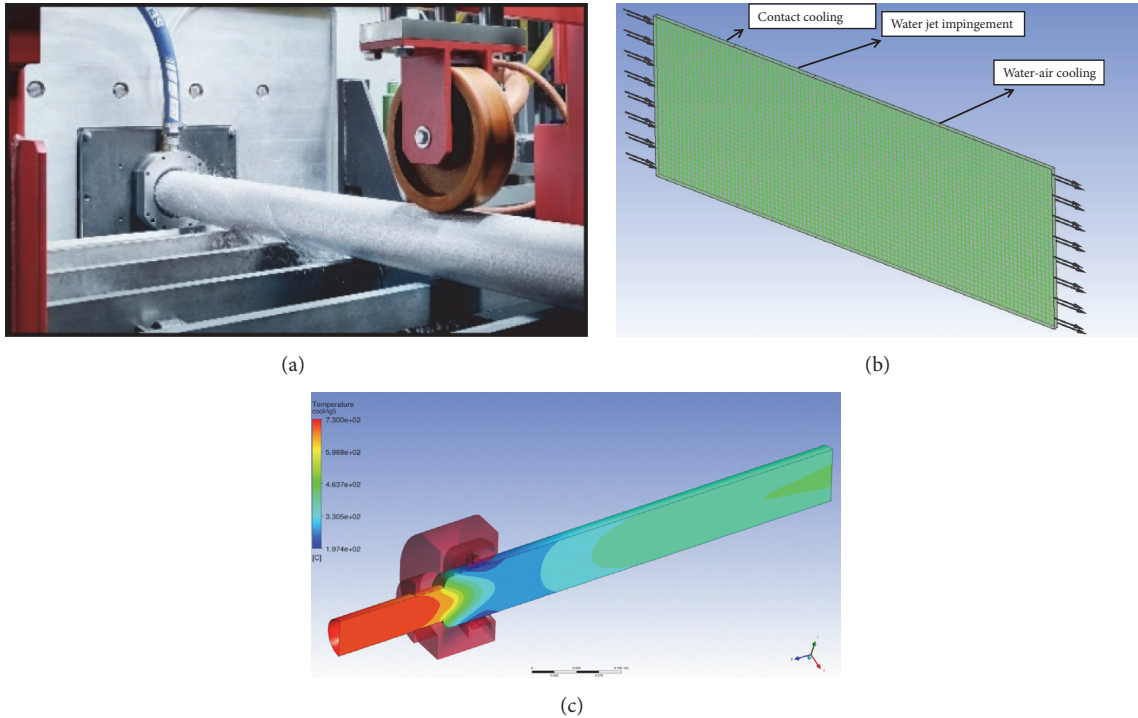 Contact cooling
Water jet impingement
Water-air cooling
(a)
(b)
Temperature
cooling5
7.300e+02
5.968e+02
4.637e+02
3.305e+02
1.974e+02
[C]
(c)